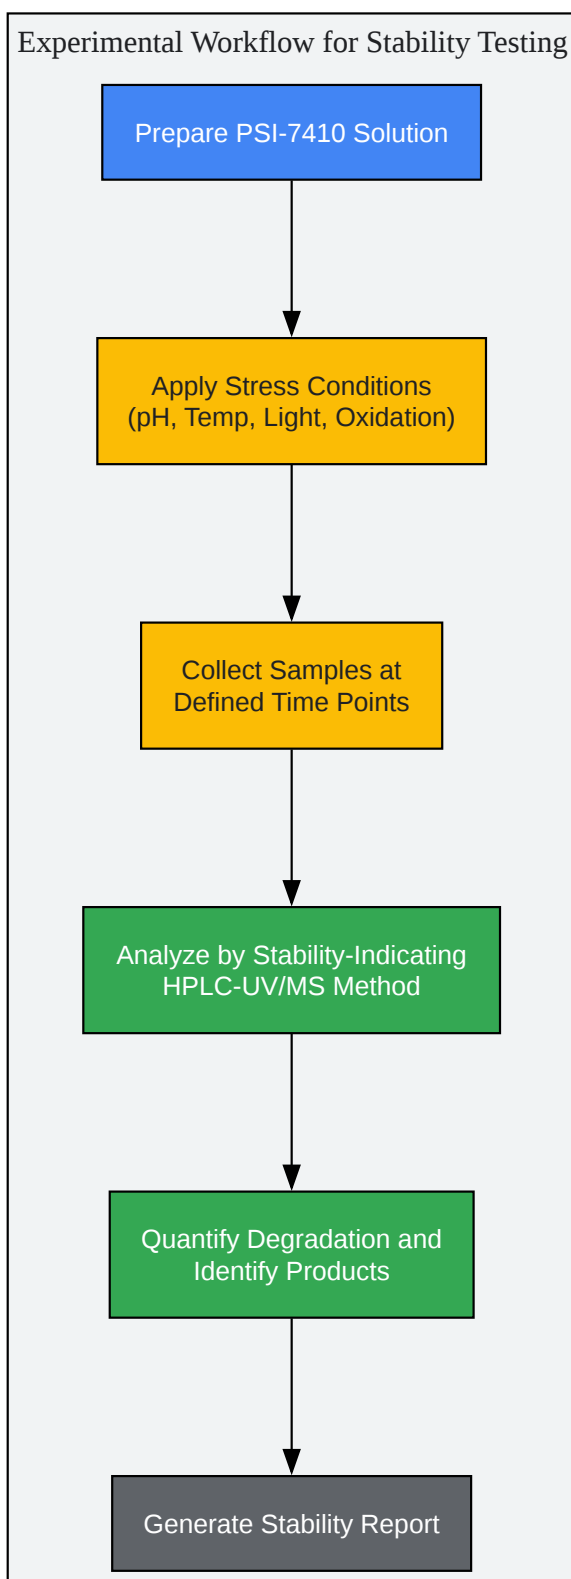 Experimental Workflow for Stability Testing
Prepare PSI-7410 Solution
Apply Stress Conditions
(pH, Temp, Light, Oxidation)
Collect Samples at
Defined Time Points
Analyze by Stability-Indicating
HPLC-UV/MS Method
Quantify Degradation and
Identify Products
Generate Stability Report